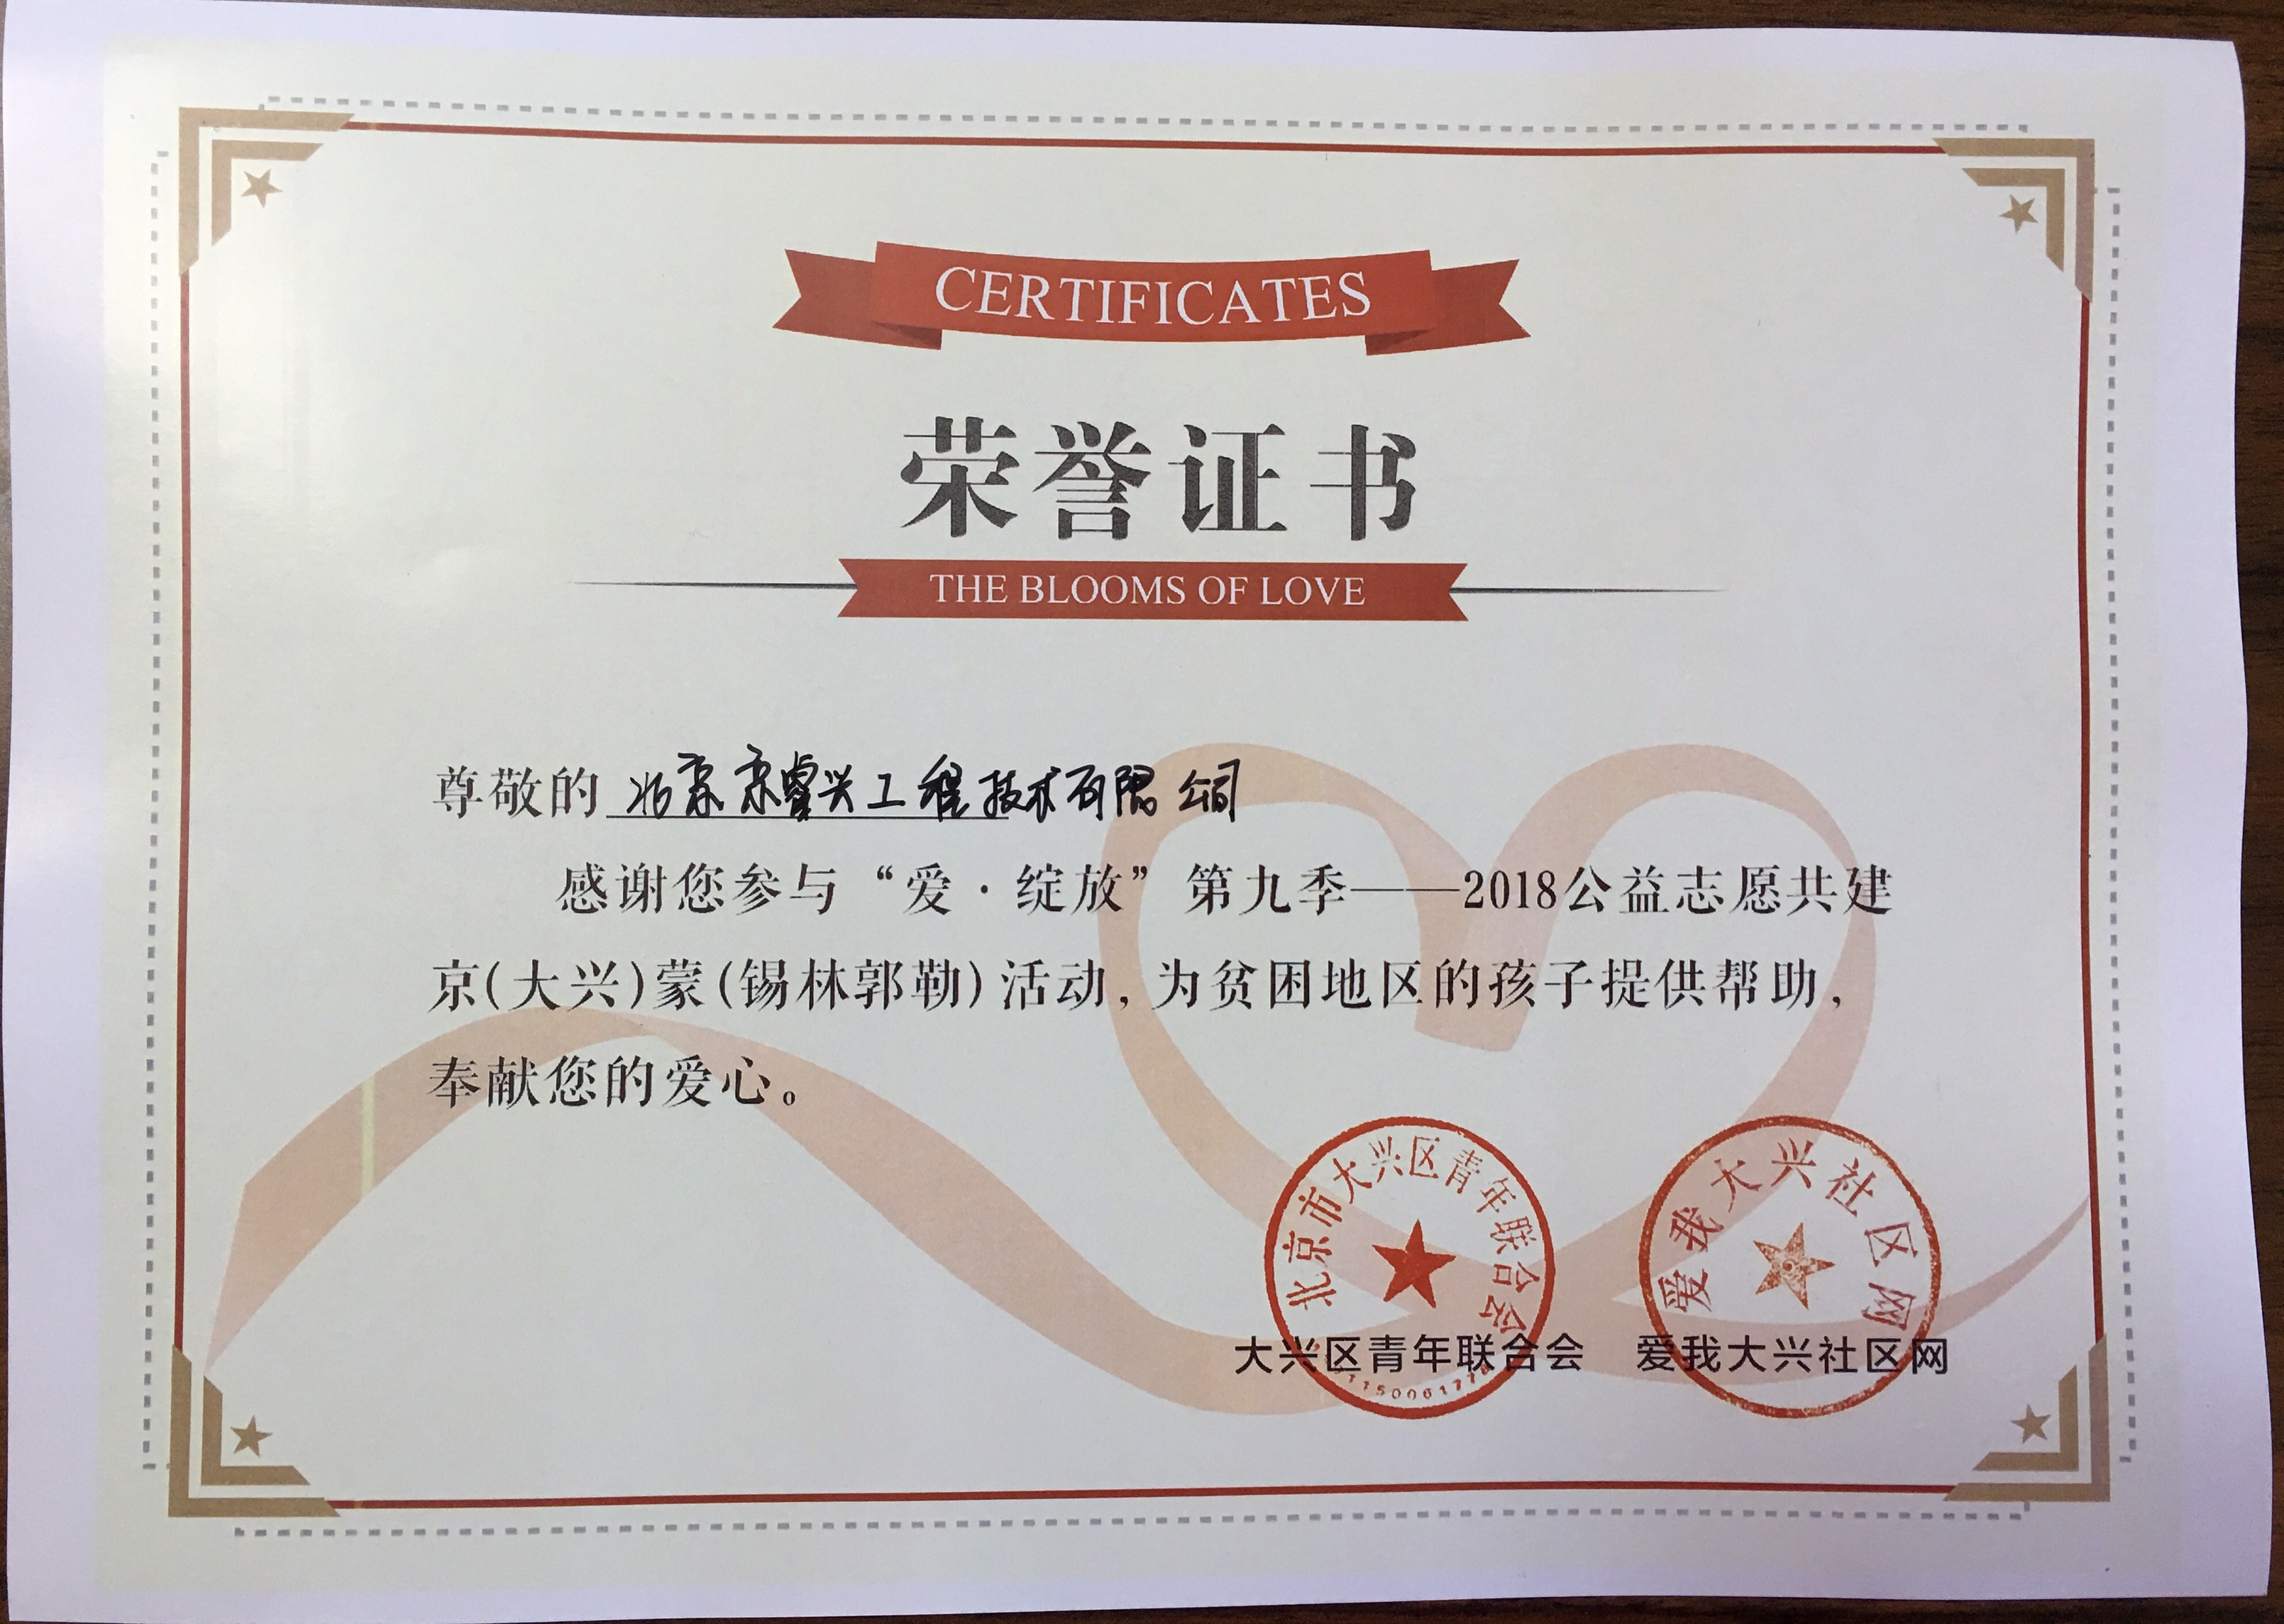 CERTIFICATES
荣誉证书
THE BLOOMS OF LOVE
尊敬的 北京京睿兴工程技术有限公司
感谢您参与“爱·绽放”第九季——2018公益志愿共建
京(大兴)蒙(锡林郭勒)活动,为贫困地区的孩子提供帮助,
奉献您的爱心。
北京市大兴区青年联合会
爱我大兴社区网
大兴区青年联合会 爱我大兴社区网